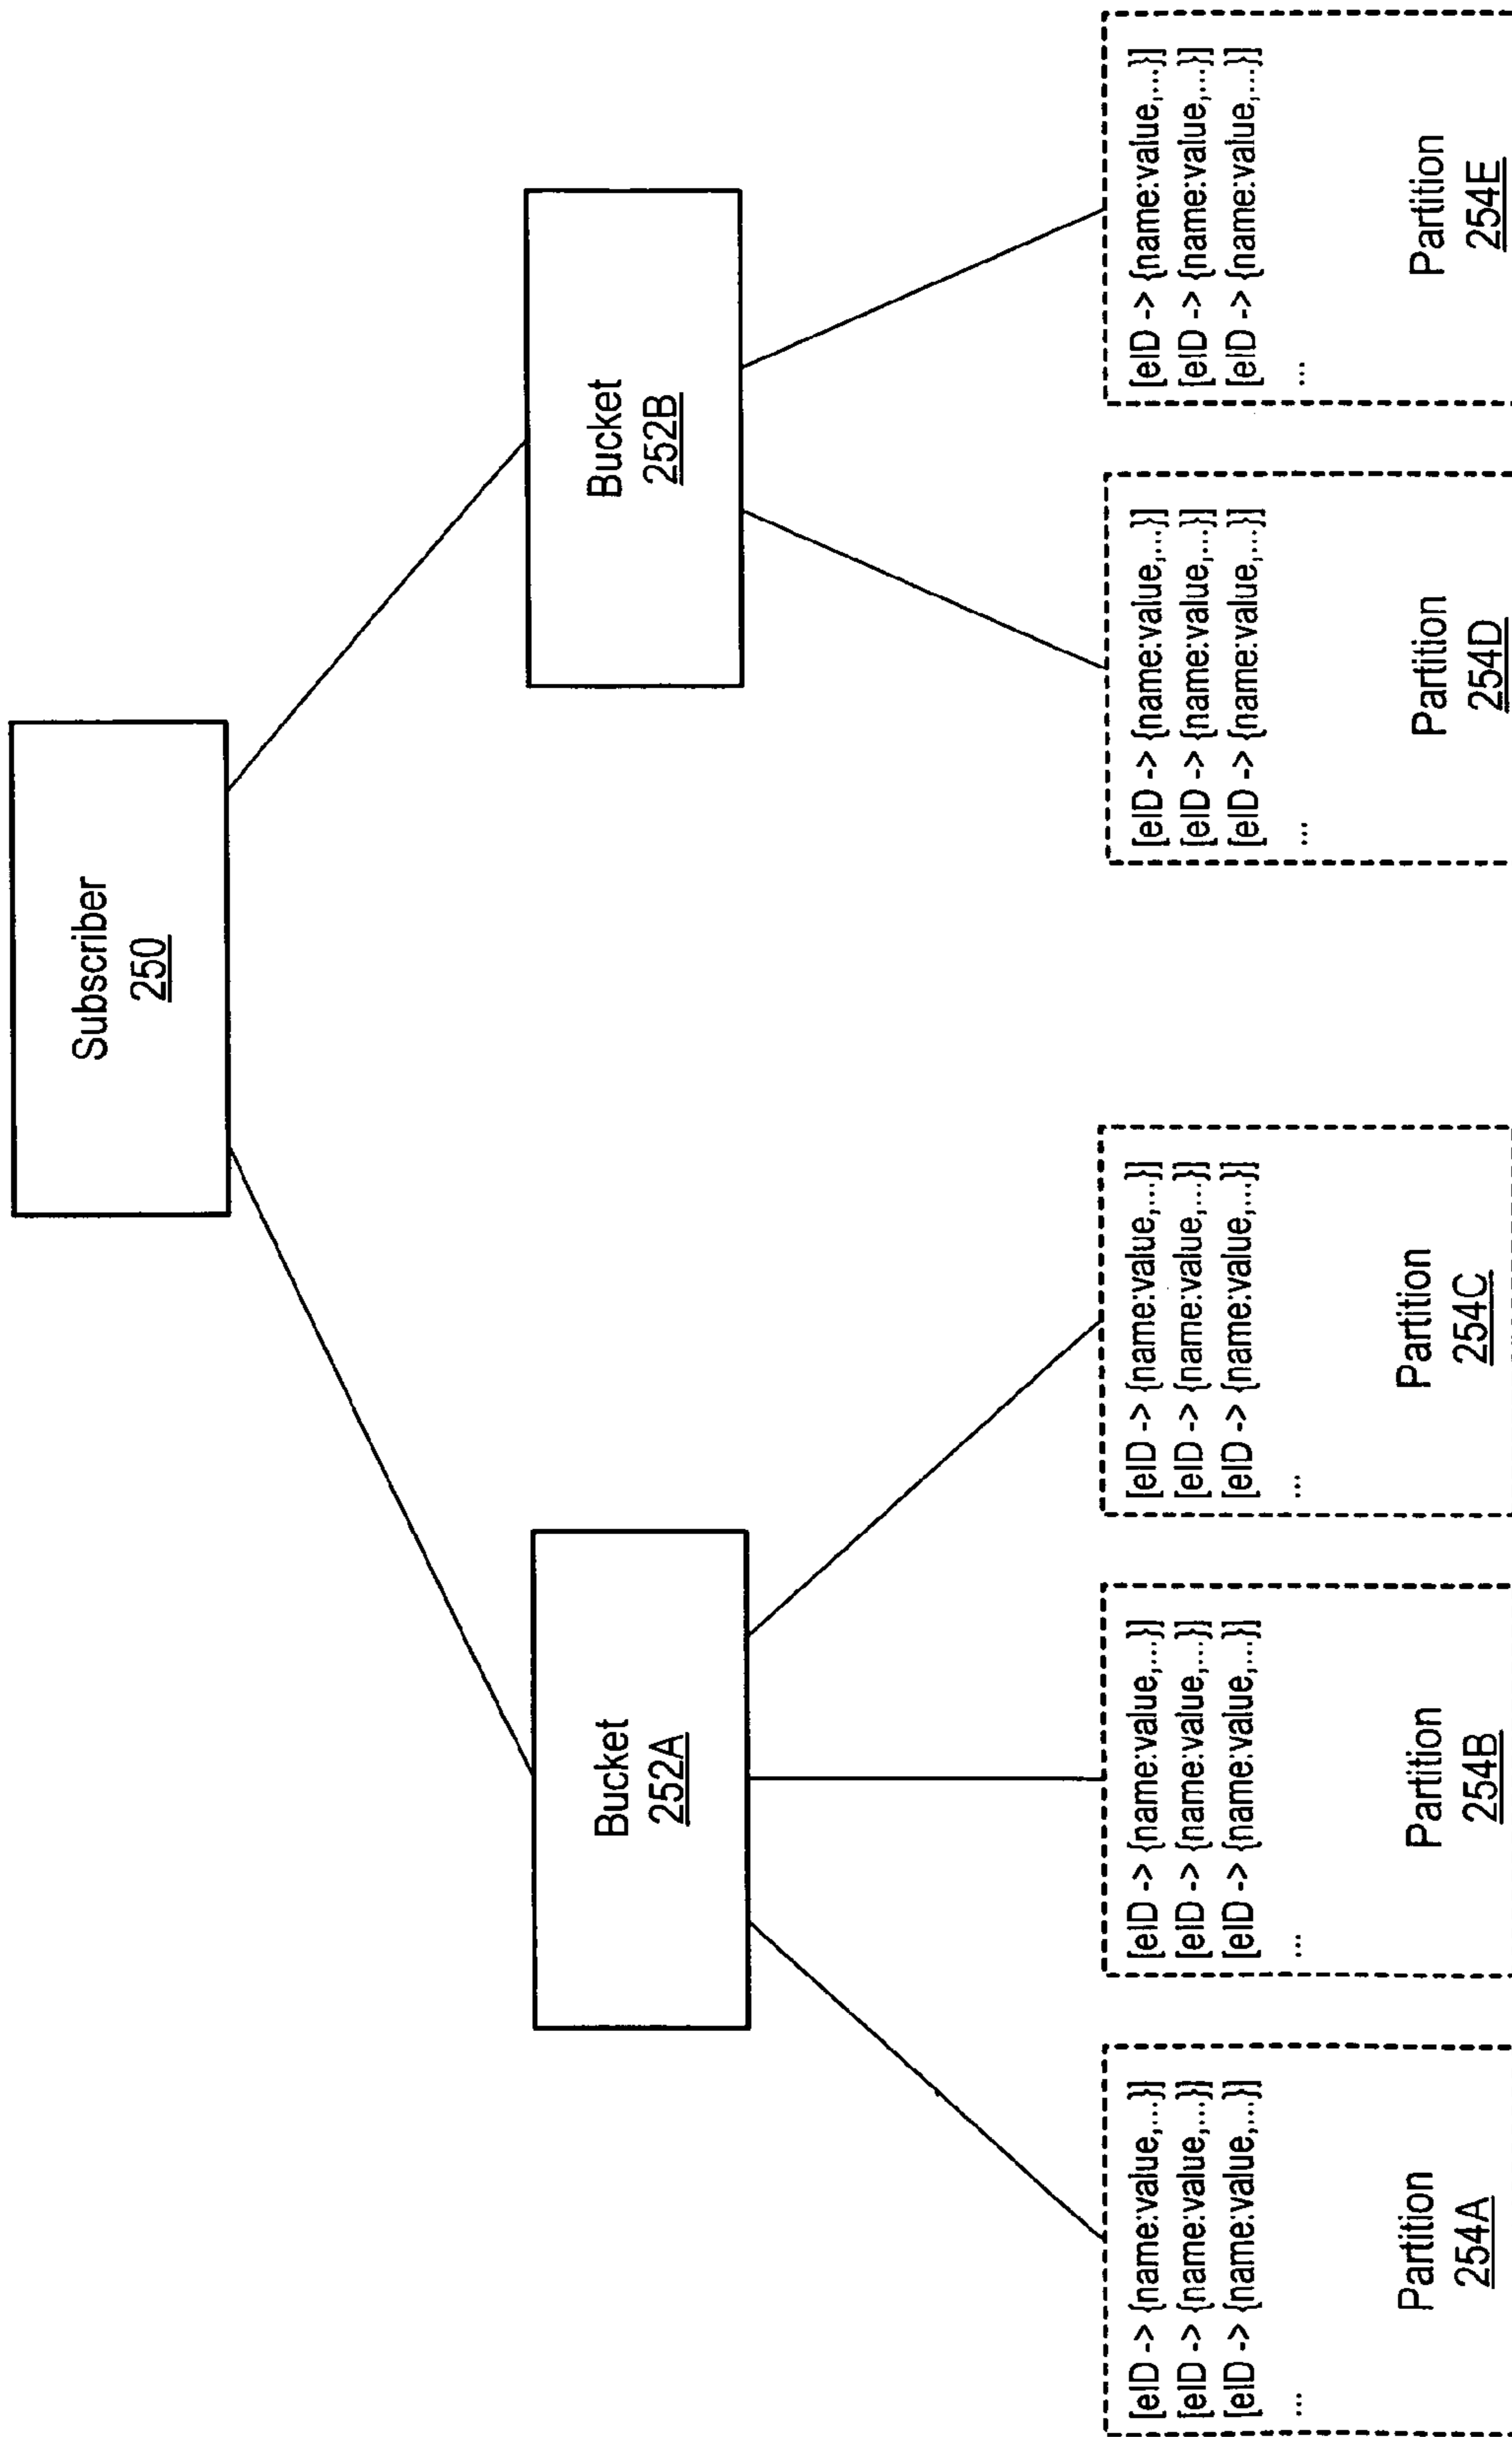 Subscriber
250
Bucket
252A
Bucket
252B
[eID -> {name:value,...}]
[eID -> {name:value,...}]
[eID -> {name:value,...}]
...
Partition
254A
[eID -> {name:value,...}]
[eID -> {name:value,...}]
[eID -> {name:value,...}]
...
Partition
254B
[eID -> {name:value,...}]
[eID -> {name:value,...}]
[eID -> {name:value,...}]
...
Partition
254C
[eID -> {name:value,...}]
[eID -> {name:value,...}]
[eID -> {name:value,...}]
...
Partition
254D
[eID -> {name:value,...}]
[eID -> {name:value,...}]
[eID -> {name:value,...}]
...
Partition
254E